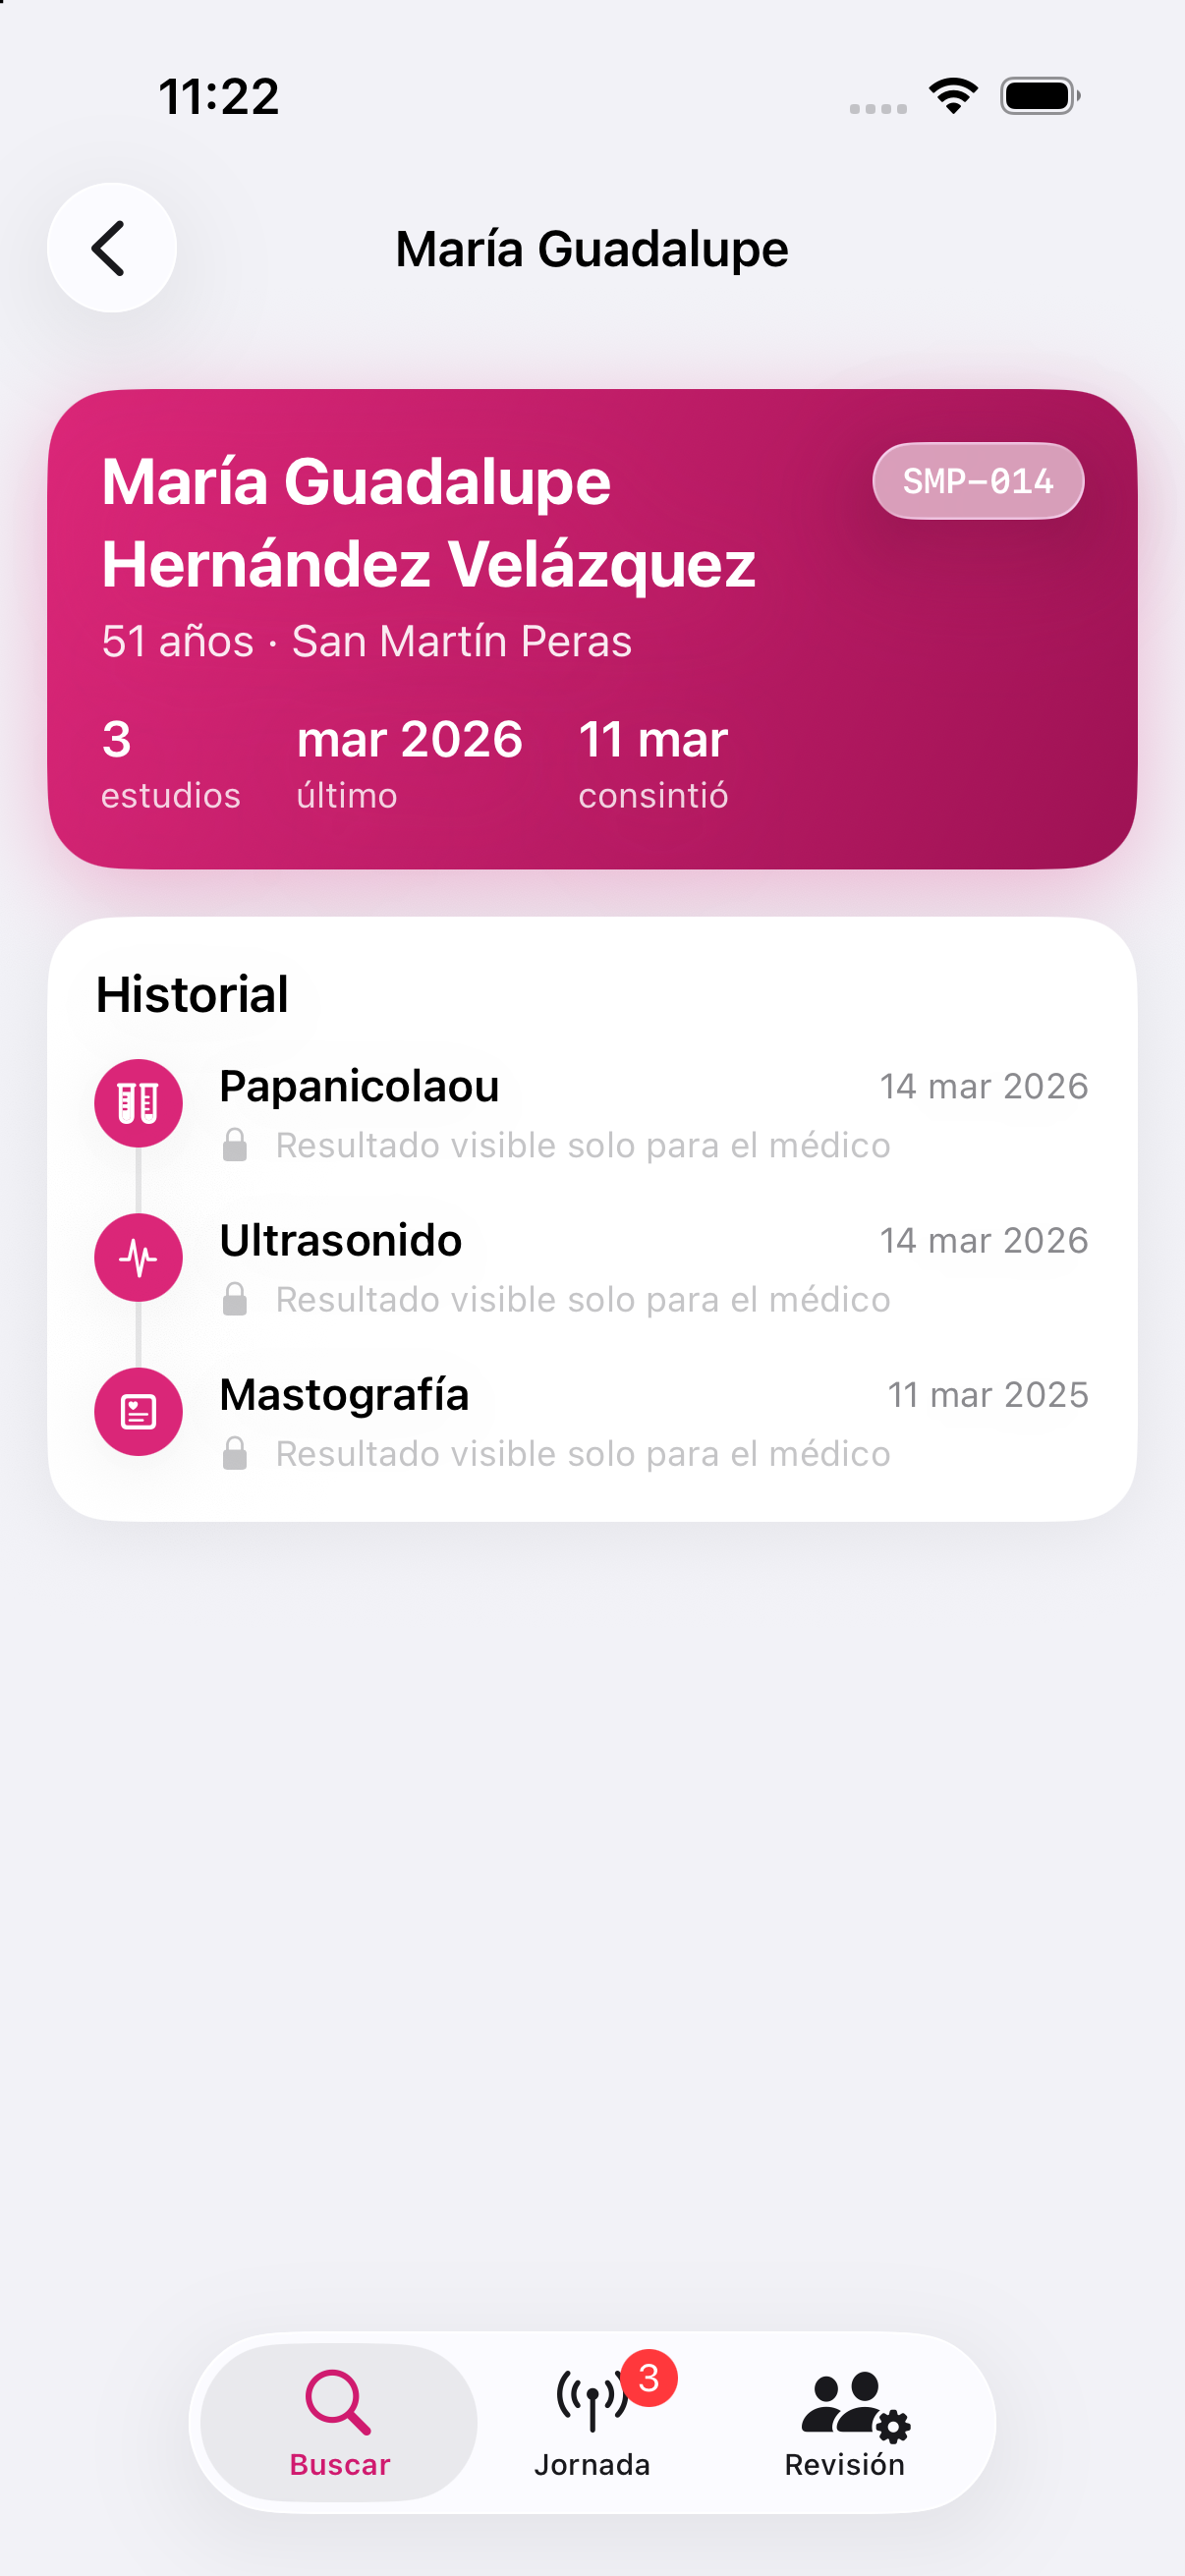 11:22
María Guadalupe
María Guadalupe
Hernández Velázquez
SMP-014
51 años · San Martín Peras
3
estudios
mar 2026
último
11 mar
consintió
Historial
Papanicolaou
14 mar 2026
Resultado visible solo para el médico
Ultrasonido
14 mar 2026
Resultado visible solo para el médico
Mastografía
11 mar 2025
Resultado visible solo para el médico
Buscar
3
Jornada
Revisión